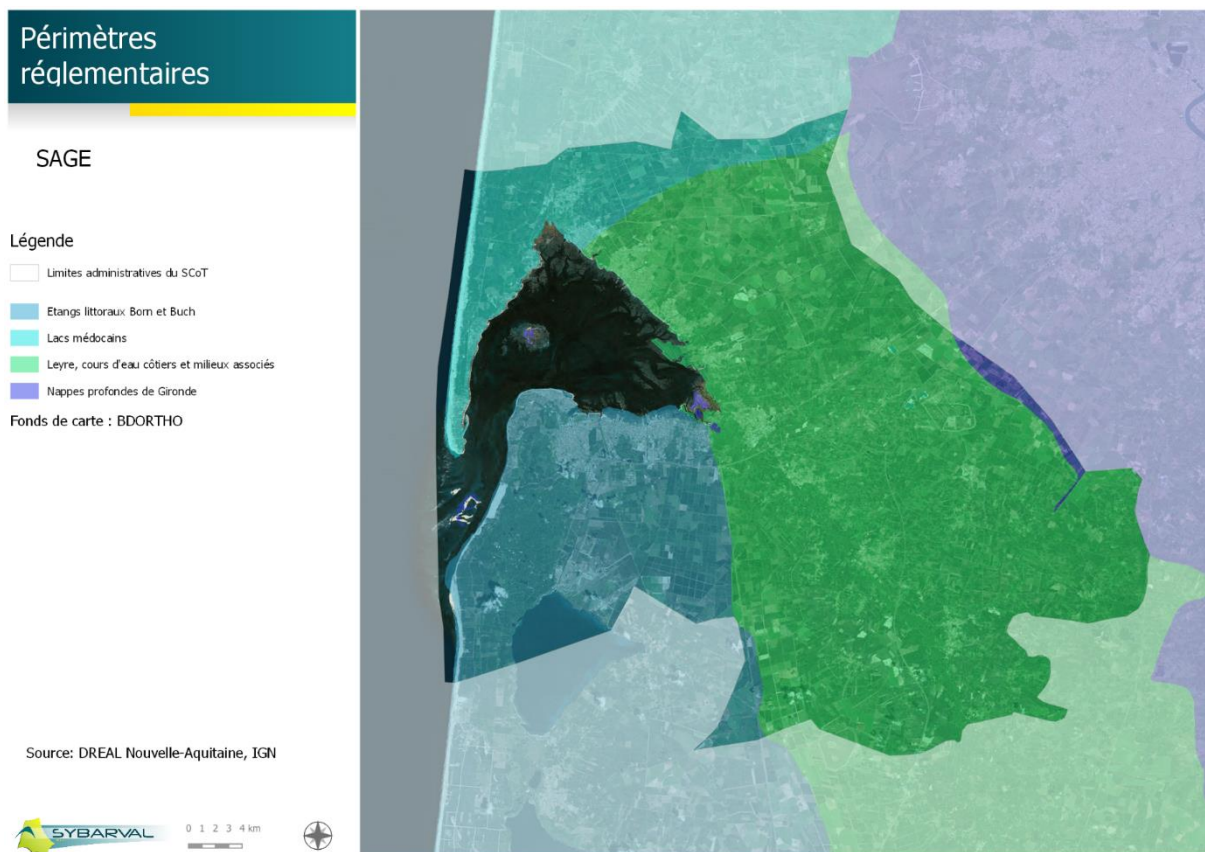 Périmètres
réglementaires
SAGE
Légende
Limites administratives du SCoT
Etangs littoraux Born et Buch
Lacs médocains
Leyre, cours d'eau côtiers et milieux associés
Nappes profondes de Gironde
Fonds de carte : BDORTHO
Source: DREAL Nouvelle-Aquitaine, IGN
SYBARVAL
0 1 2 3 4 km